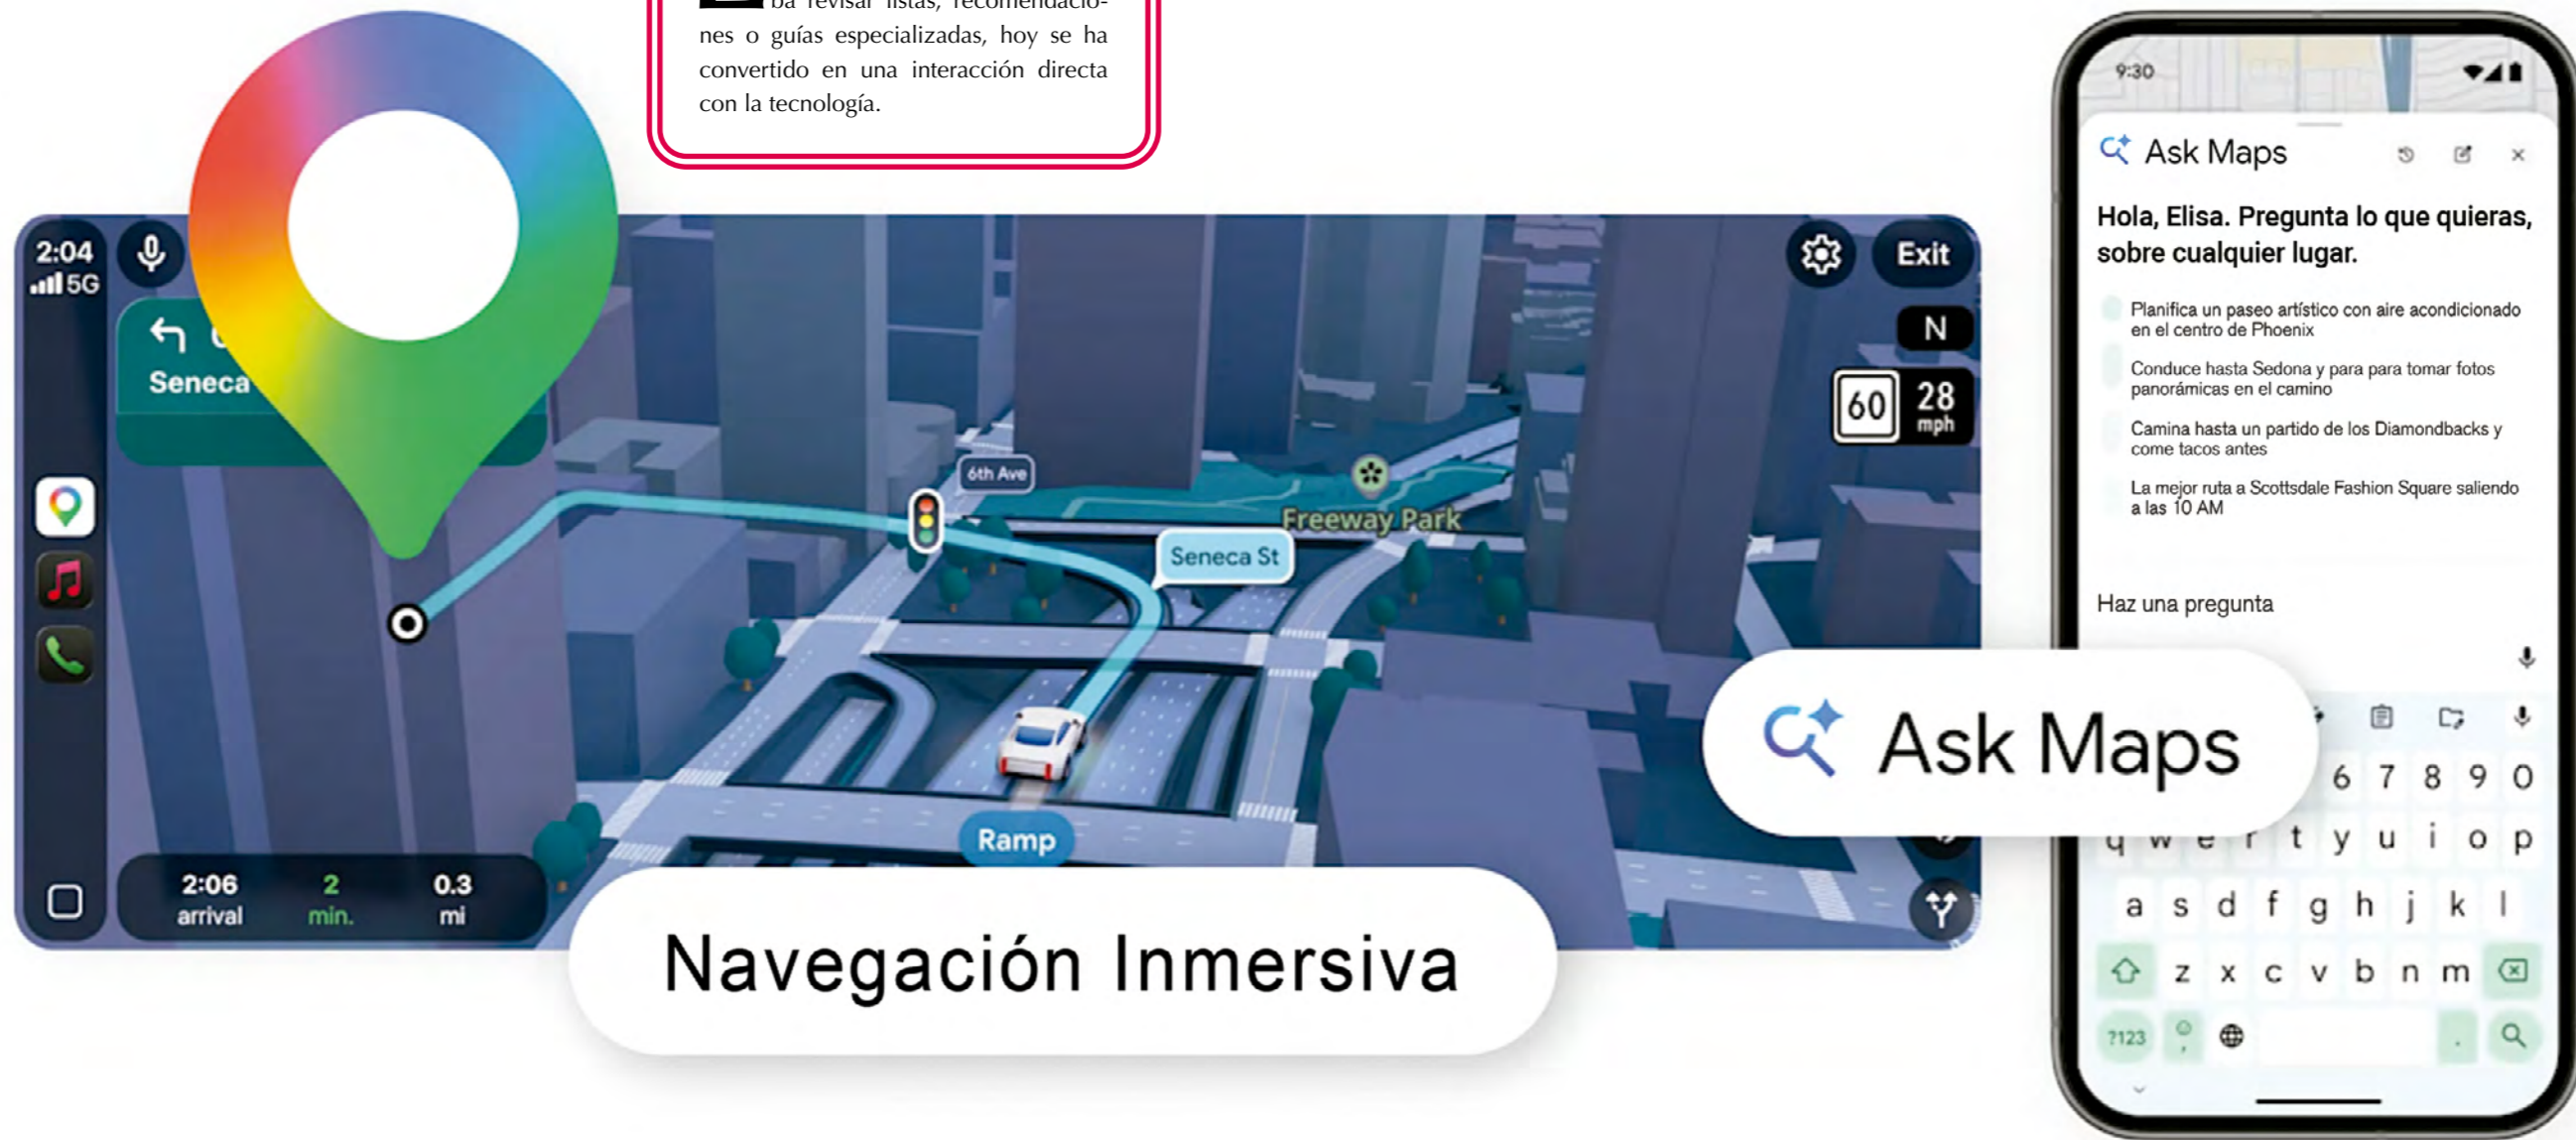 ba revisar listas, recomendacio-
nes o guías especializadas, hoy se ha
convertido en una interacción directa
con la tecnología.
2:04
5G
Seneca
Exit
N
60
28
mph
6th Ave
Freeway Park
Seneca St
Ramp
2:06
arrival
2
min.
0.3
mi
Navegación Inmersiva
Ask Maps
9:30
Ask Maps
Hola, Elisa. Pregunta lo que quieras,
sobre cualquier lugar.
Planifica un paseo artístico con aire acondicionado
en el centro de Phoenix
Conduce hasta Sedona y para para tomar fotos
panorámicas en el camino
Camina hasta un partido de los Diamondbacks y
come tacos antes
La mejor ruta a Scottsdale Fashion Square saliendo
a las 10 AM
Haz una pregunta
6 7 8 9 0
q w e r t y u i o p
a s d f g h j k l
z x c v b n m
?123 , .